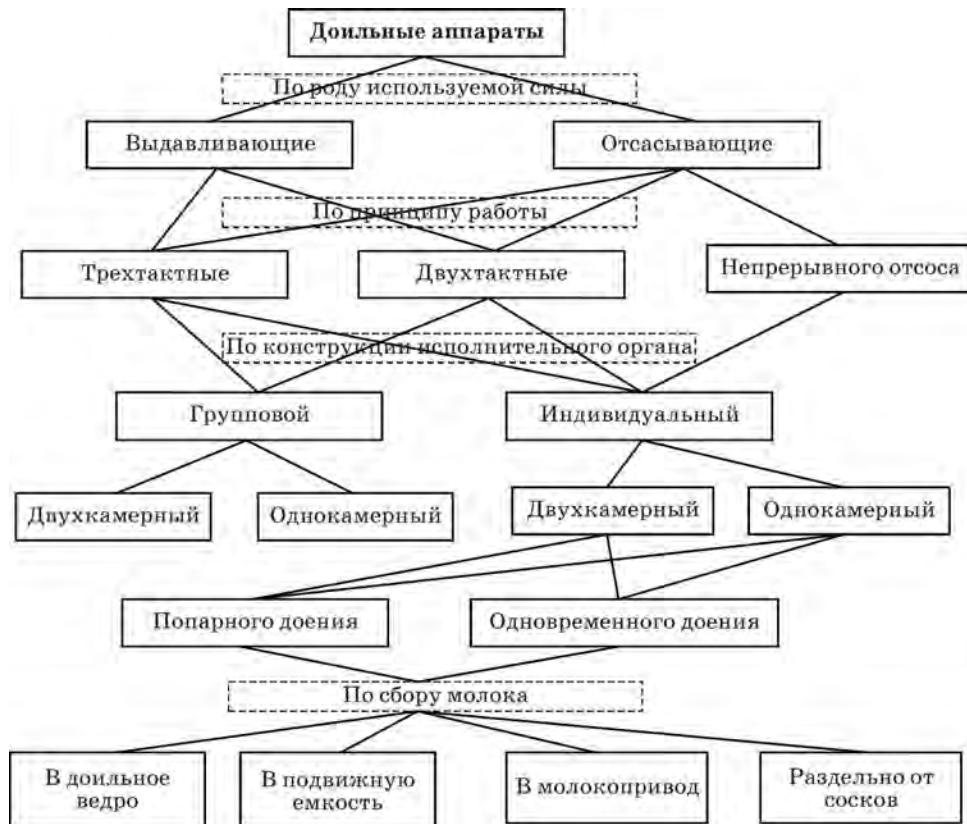 Доильные аппараты
По роду используемой силы
Выдавливающие
Отсасывающие
По принципу работы
Трехтактные
Двухтактные
Непрерывного отсоса
По конструкции исполнительного органа
Групповой
Индивидуальный
Двухкамерный
Однокамерный
Двухкамерный
Однокамерный
Попарного доения
Одновременного доения
По сбору молока
В доильное
ведро
В подвижную
емкость
В молокопривод
Раздельно от
сосков